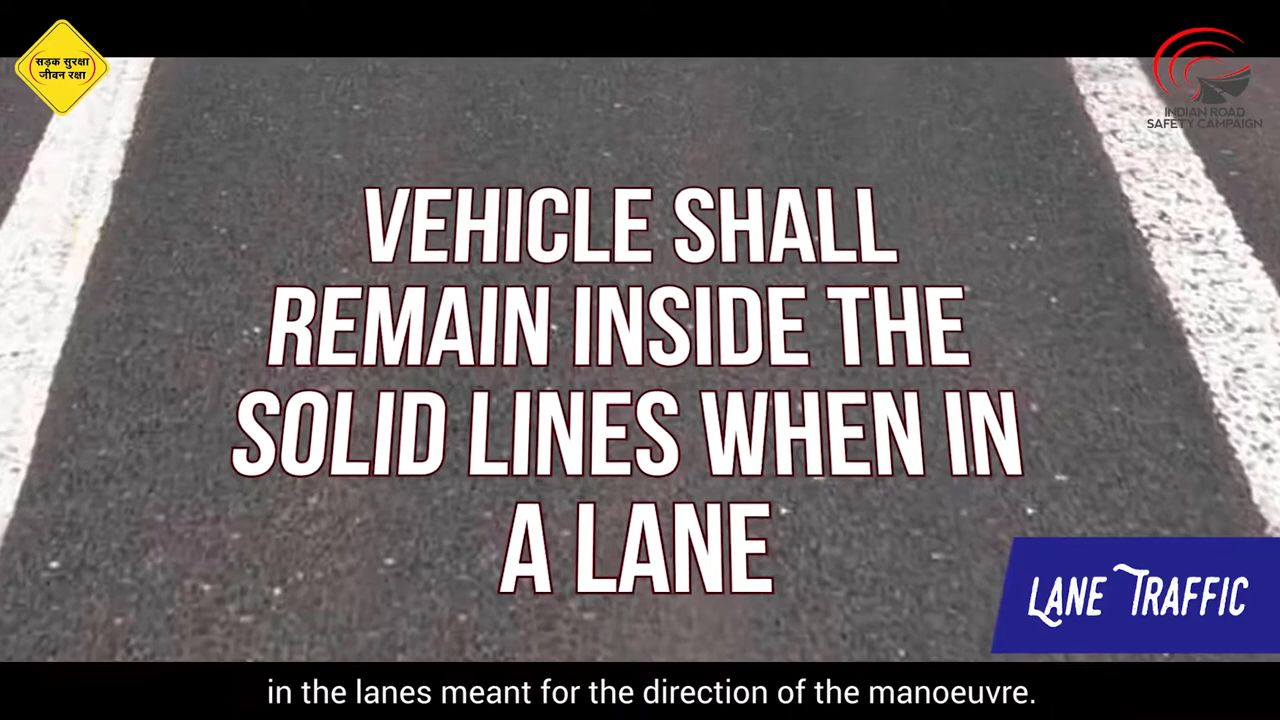 सड़क सुरक्षा
जीवन रक्षा
INDIAN ROAD
SAFETY CAMPAIGN
VEHICLE SHALL
REMAIN INSIDE THE
SOLID LINES WHEN IN
A LANE
LANE TRAFFIC
in the lanes meant for the direction of the manoeuvre.